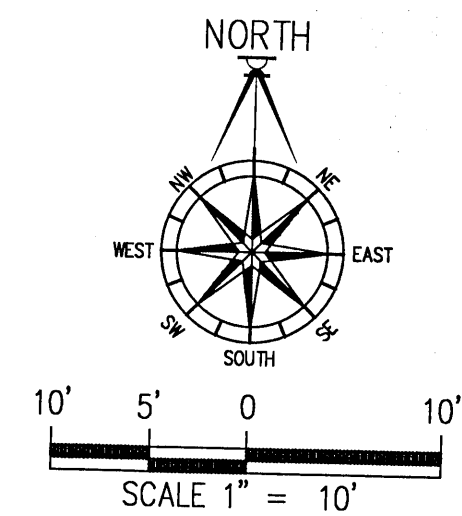 NORTH
NW NE
WEST EAST
SW SE
SOUTH
10' 5' 0 10'
SCALE 1" = 10'